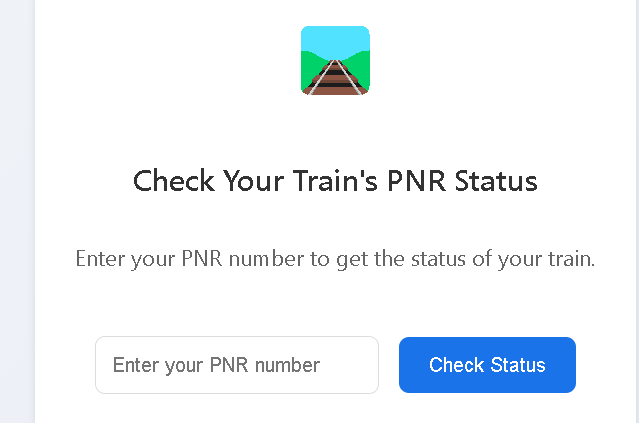 Check Your Train's PNR Status
Enter your PNR number to get the status of your train.
Enter your PNR number
Check Status